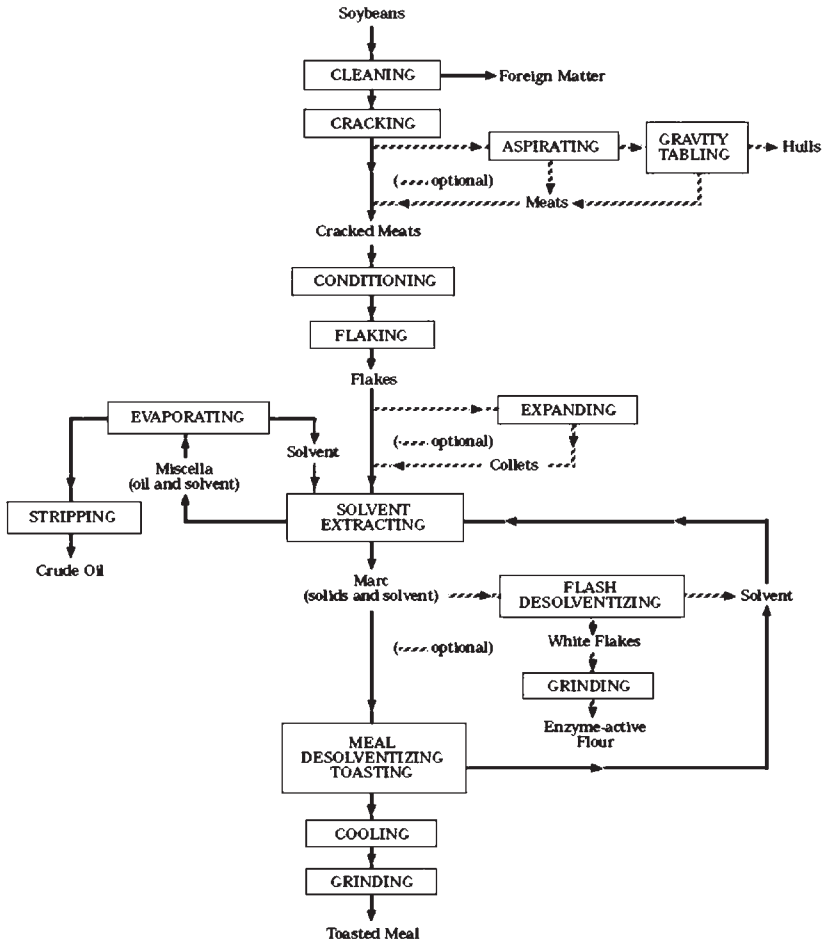 Soybeans
CLEANING
Foreign Matter
CRACKING
ASPIRATING
GRAVITY
TABLING
Hulls
( optional)
Meats
Cracked Meats
CONDITIONING
FLAKING
Flakes
EVAPORATING
EXPANDING
Solvent
( optional)
Collets
Miscella
(oil and solvent)
STRIPPING
SOLVENT
EXTRACTING
Crude Oil
Marc
(solids and solvent)
FLASH
DESOLVENTIZING
Solvent
White Flakes
( optional)
GRINDING
Enzyme-active
Flour
MEAL
DESOLVENTIZING
TOASTING
COOLING
GRINDING
Toasted Meal